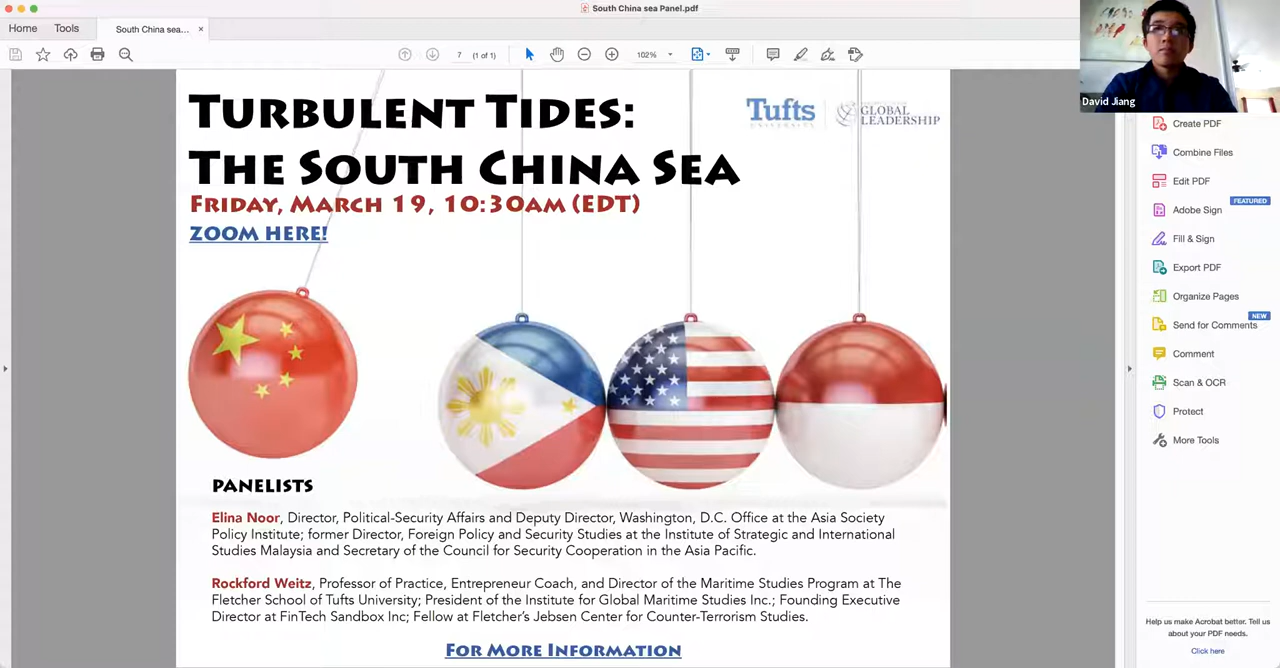 South China sea Panel.pdf
Home
Tools
South China sea...
×
7
(1 of 1)
102%
TURBULENT TIDES:
THE SOUTH CHINA SEA
FRIDAY, MARCH 19, 10:30AM (EDT)
ZOOM HERE!
Tufts
UNIVERSITY
GLOBAL
LEADERSHIP
PANELISTS
Elina Noor, Director, Political-Security Affairs and Deputy Director, Washington, D.C. Office at the Asia Society
Policy Institute; former Director, Foreign Policy and Security Studies at the Institute of Strategic and International
Studies Malaysia and Secretary of the Council for Security Cooperation in the Asia Pacific.
Rockford Weitz, Professor of Practice, Entrepreneur Coach, and Director of the Maritime Studies Program at The
Fletcher School of Tufts University; President of the Institute for Global Maritime Studies Inc.; Founding Executive
Director at FinTech Sandbox Inc; Fellow at Fletcher's Jebsen Center for Counter-Terrorism Studies.
FOR MORE INFORMATION
David Jiang
Create PDF
Combine Files
Edit PDF
FEATURED
Adobe Sign
Fill & Sign
Export PDF
Organize Pages
NEW
Send for Comments
Comment
Scan & OCR
Protect
More Tools
Help us make Acrobat better. Tell us
about your PDF needs.
Click here